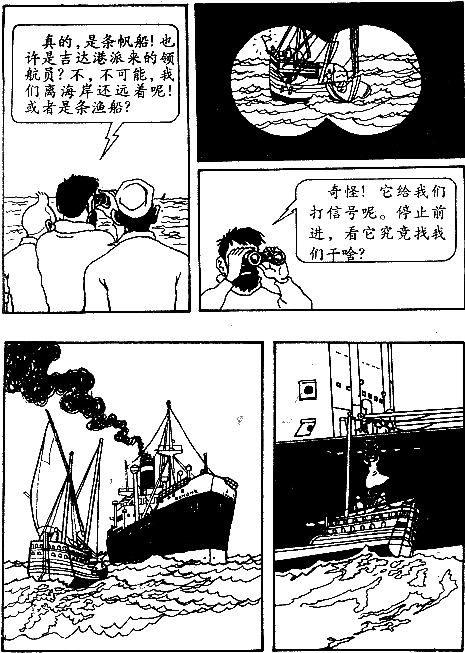 真的，是条帆船！也
许是吉达港派来的领
航员？不，不可能，我
们离海岸还远着呢！
或者是条渔船？
奇怪！它给我们
打信号呢。停止前
进，看它究竟找我
们干啥？